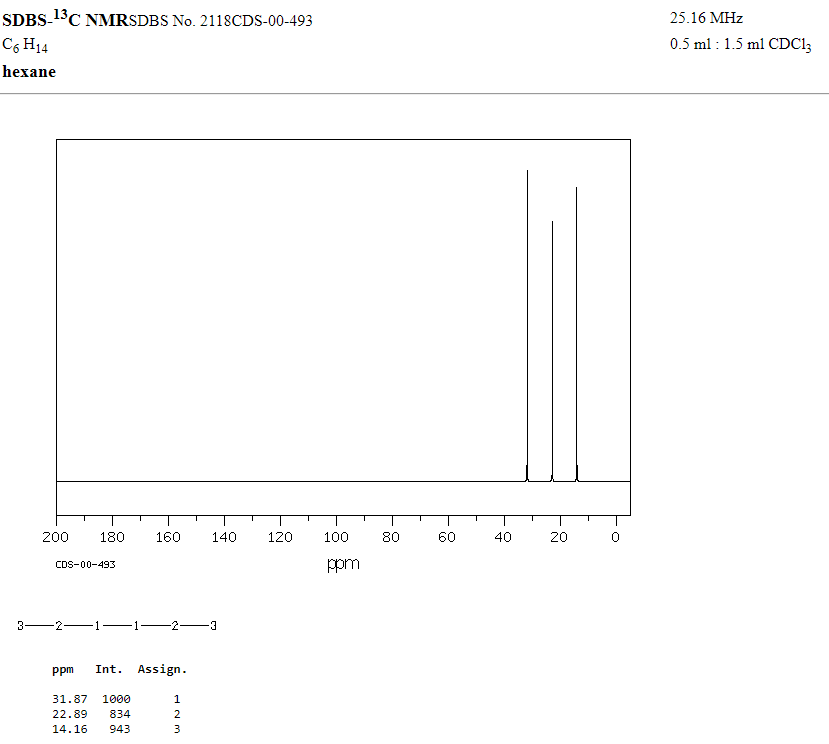 SDBS-13C NMRSDBS No. 2118CDS-00-493
25.16 MHz
C6 H14
0.5 ml : 1.5 ml CDCl3
hexane
200 180 160 140 120 100 80 60 40 20 0
CDS-00-493
ppm
3 2 1 1 2 3
ppm Int. Assign.
31.87 1000 1
22.89 834 2
14.16 943 3